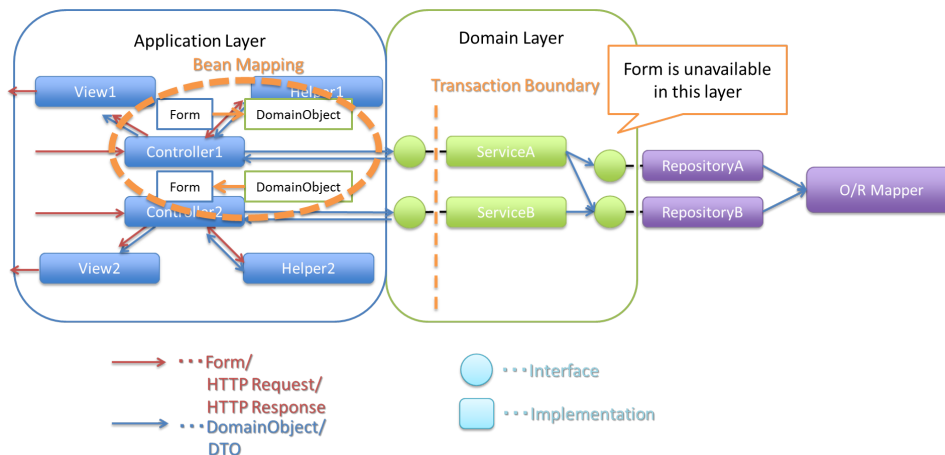 Application Layer
Domain Layer
Bean Mapping
Form is unavailable
in this layer
Transaction Boundary
View1
Helper1
Form
DomainObject
Controller1
ServiceA
RepositoryA
Form
DomainObject
O/R Mapper
Controller2
ServiceB
RepositoryB
View2
Helper2
･･･Form/
HTTP Request/
HTTP Response
･･･DomainObject/
DTO
･･･Interface
･･･Implementation